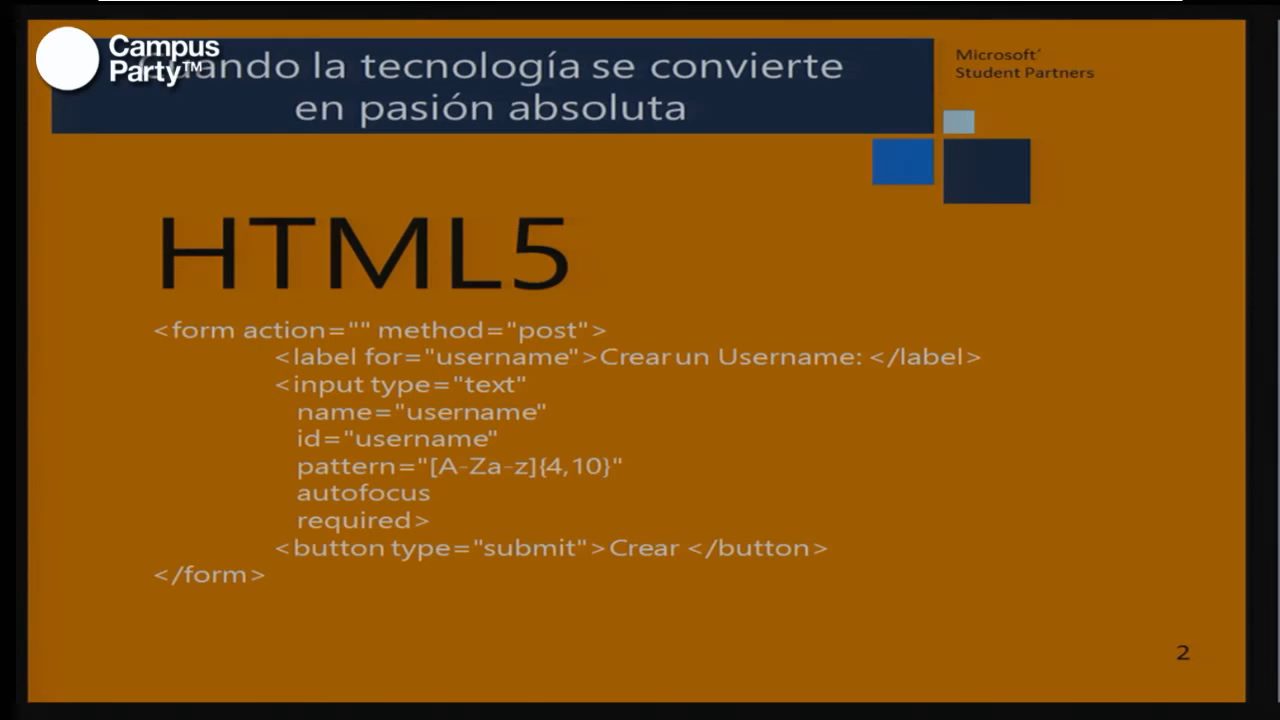 Campus
Party™
ando la tecnología se convierte
en pasión absoluta
Microsoft
Student Partners
HTML5
<form action="" method="post">
<label for="username">Crear un Username: </label>
<input type="text"
name="username"
id="username"
pattern="[A-Za-z]{4,10}"
autofocus
required>
<button type="submit">Crear </button>
</form>
2